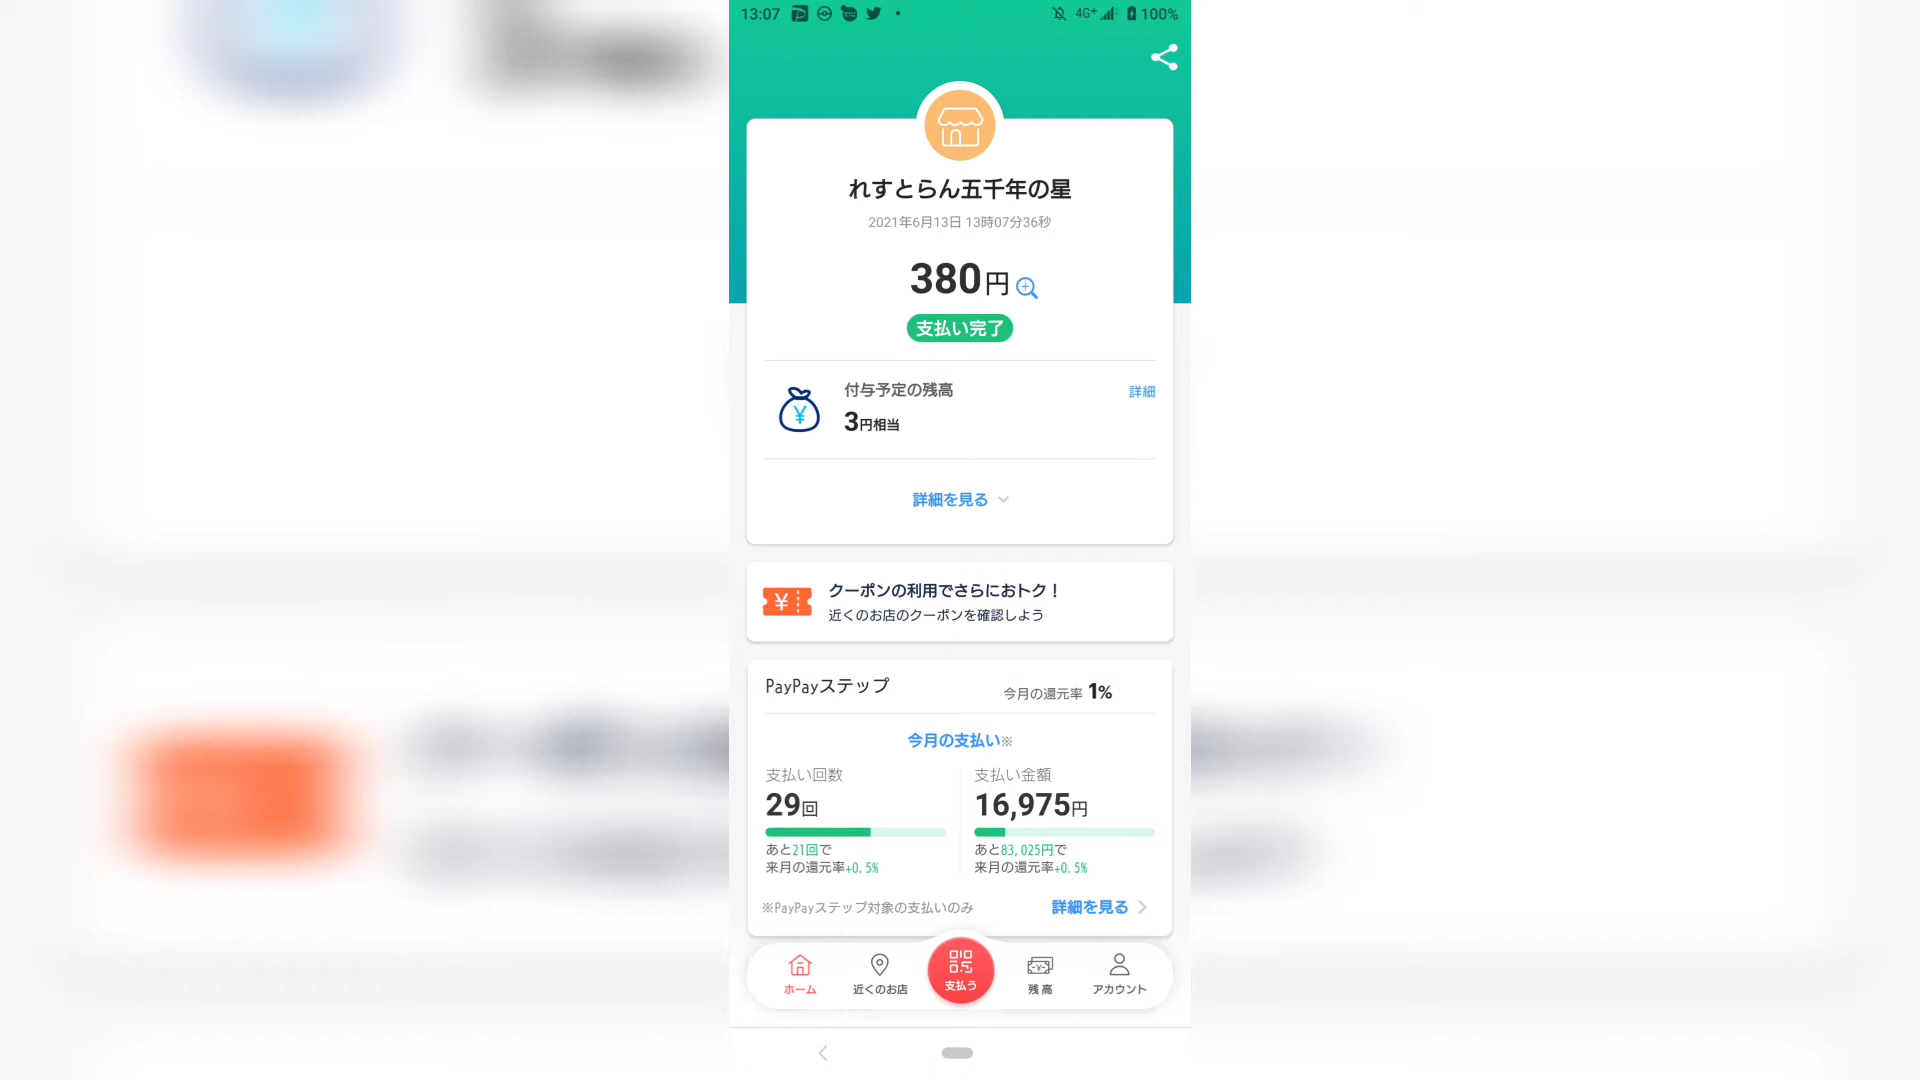 13:07
4G+
100%
れすとらん五千年の星
2021年6月13日 13時07分36秒
380円
支払い完了
付与予定の残高
詳細
¥
3円相当
詳細を見る
クーポンの利用でさらにおトク！
¥
近くのお店のクーポンを確認しよう
PayPayステップ
今月の還元率 1%
今月の支払い※
支払い回数
29回
あと21回で
来月の還元率+0.5%
支払い金額
16,975円
あと83,025円で
来月の還元率+0.5%
※PayPayステップ対象の支払いのみ
詳細を見る
ホーム
近くのお店
支払う
残高
アカウント